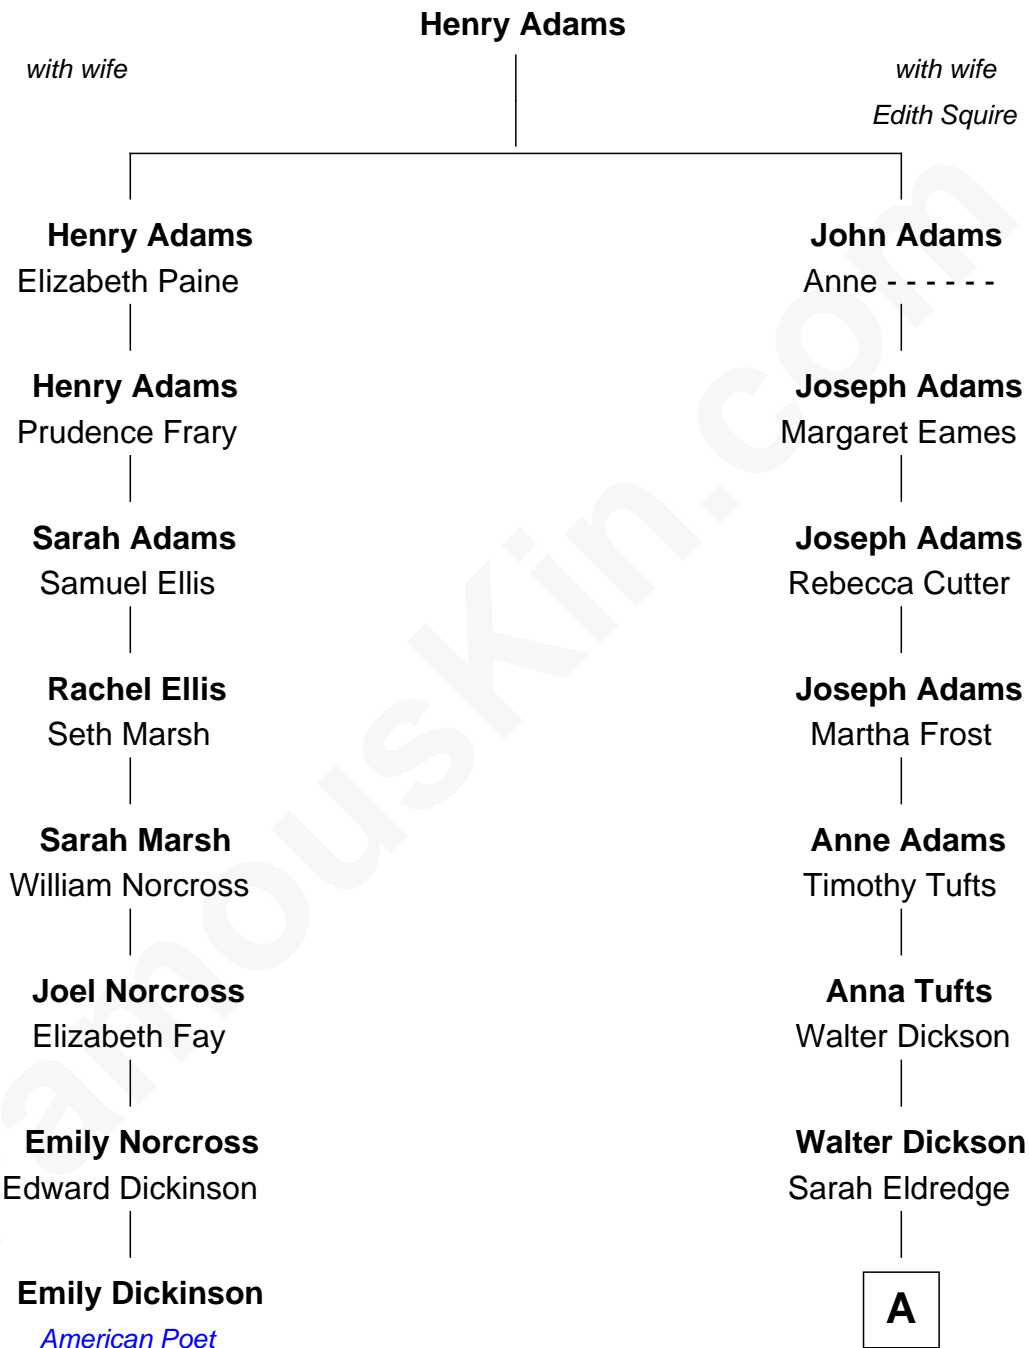 Henry Adams
with wife
with wife
Edith Squire
Henry Adams
Elizabeth Paine
John Adams
Anne - - - - - -
Henry Adams
Prudence Frary
Joseph Adams
Margaret Eames
Sarah Adams
Samuel Ellis
Joseph Adams
Rebecca Cutter
Rachel Ellis
Seth Marsh
Joseph Adams
Martha Frost
Sarah Marsh
William Norcross
Anne Adams
Timothy Tufts
Joel Norcross
Elizabeth Fay
Anna Tufts
Walter Dickson
Emily Norcross
Edward Dickinson
Walter Dickson
Sarah Eldredge
Emily Dickinson
American Poet
A
amouskin.com